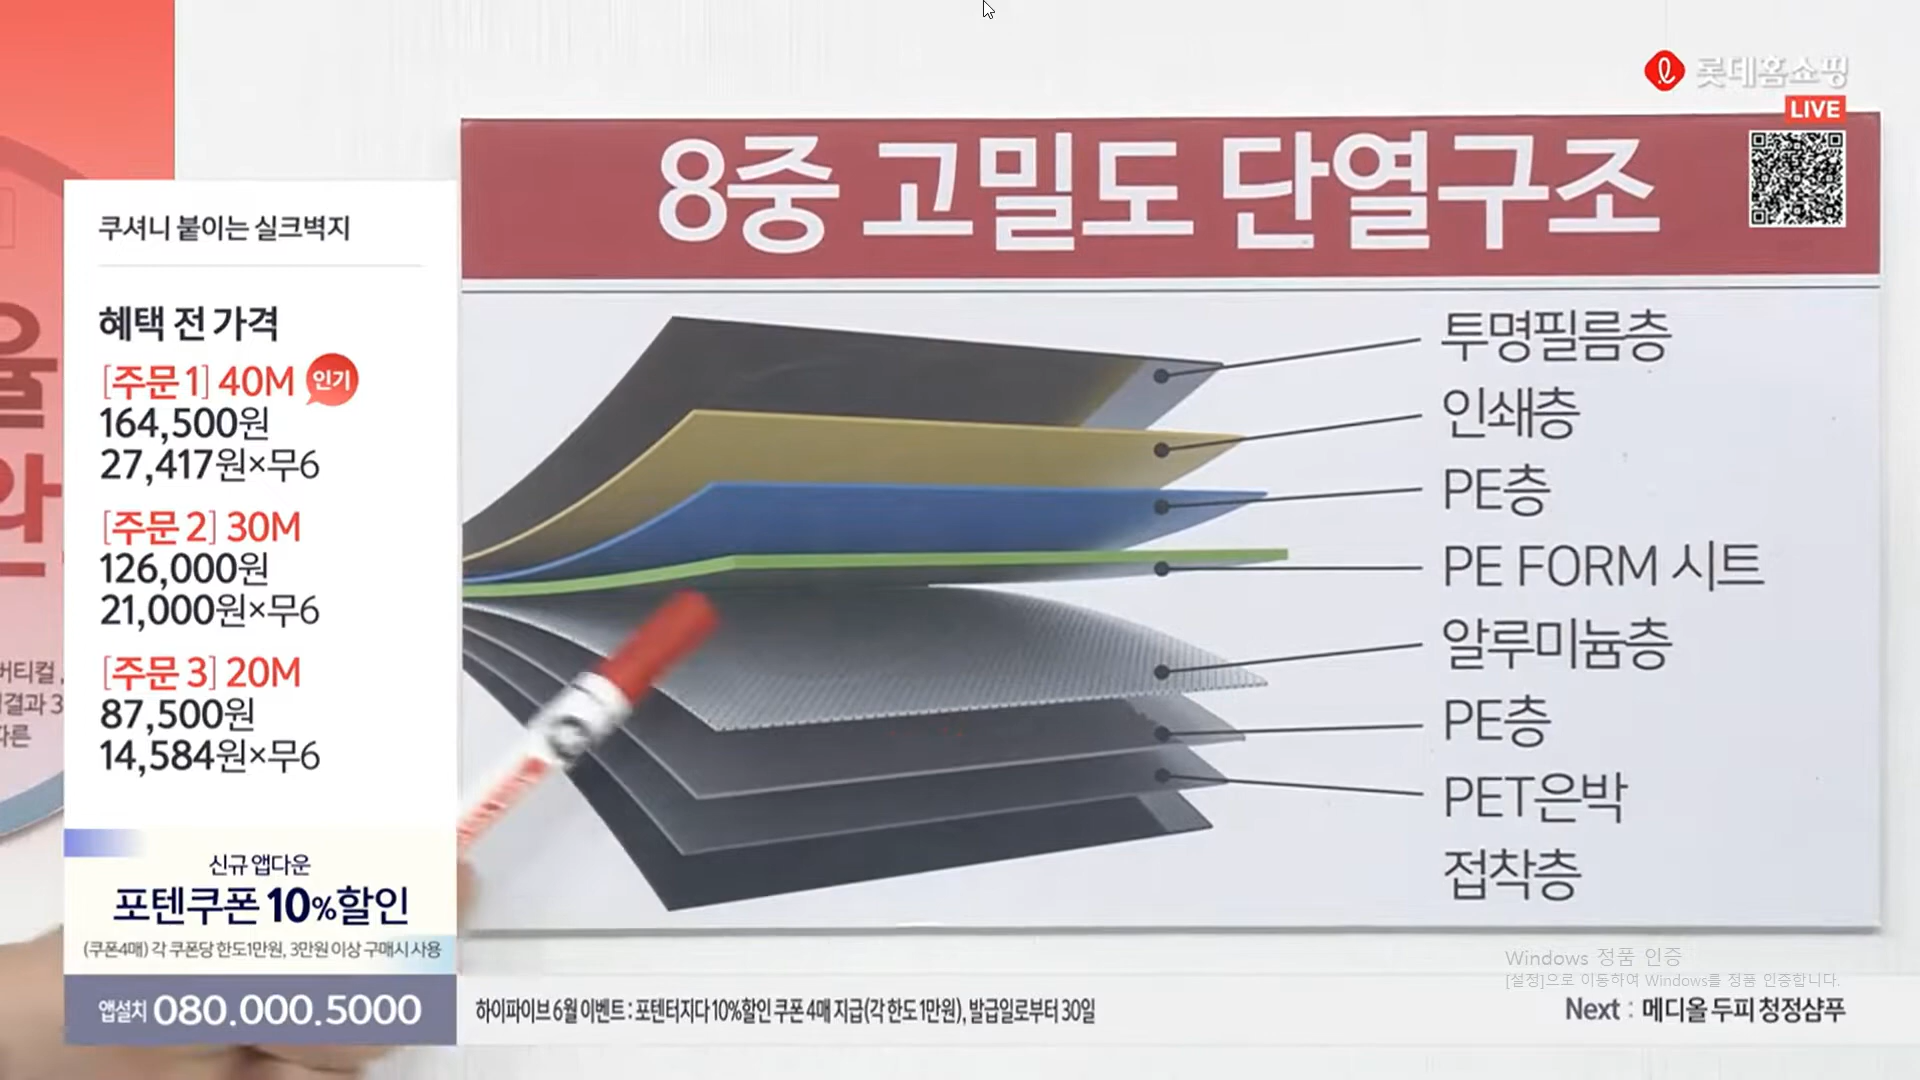 롯데홈쇼핑
LIVE
8중 고밀도 단열구조
쿠셔니 붙이는 실크벽지
혜택 전 가격
[주문 1] 40M 인기
164,500원
27,417원×무6
[주문 2] 30M
126,000원
21,000원×무6
[주문 3] 20M
87,500원
14,584원×무6
신규 앱다운
포텐쿠폰 10%할인
(쿠폰4매) 각 쿠폰당 한도1만원, 3만원 이상 구매시 사용
앱설치 080.000.5000
투명필름층
인쇄층
PE층
PE FORM 시트
알루미늄층
PE층
PET은박
접착층
율
와
버티컬,
결과 3
따른
Windows 정품 인증
[설정]으로 이동하여 Windows를 정품 인증합니다.
하이파이브 6월 이벤트 : 포텐터지다 10%할인 쿠폰 4매 지급(각 한도 1만원), 발급일로부터 30일
Next : 메디올 두피 청정샴푸